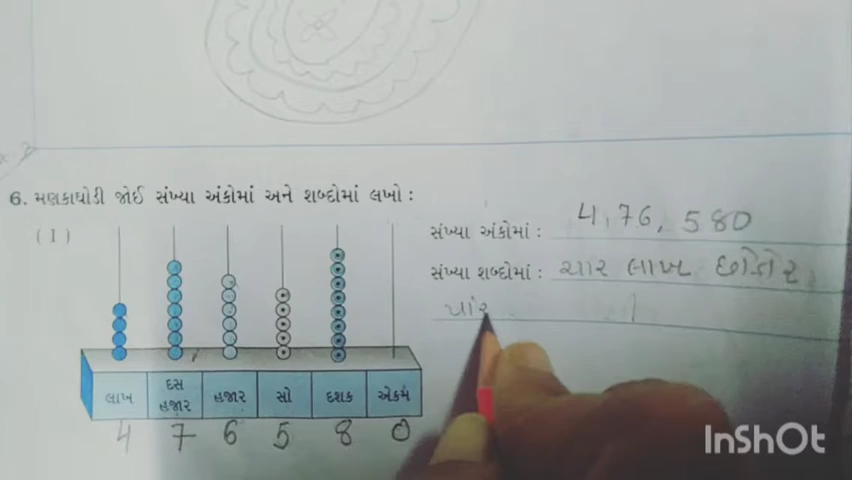 6. મણકાઘોડી જોઈ સંખ્યા અંકોમાં અને શબ્દોમાં લખો :
(1)
સંખ્યા અંકોમાં : 4,76,580
સંખ્યા શબ્દોમાં : ચાર લાખ છોતેર
લાખ દસ હજાર હજાર સો દશક એકમ
4 7 6 5 8 0
InShOt